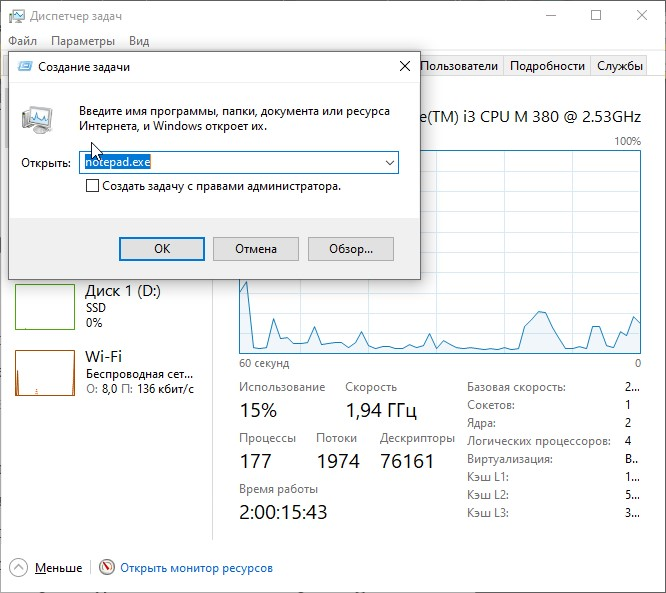 Диспетчер задач
Файл Параметры Вид
Создание задачи
Пользователи Подробности Службы
Введите имя программы, папки, документа или ресурса
Интернета, и Windows откроет их.
e(TM) i3 CPU M 380 @ 2.53GHz
100%
Открыть: notepad.exe
Создать задачу с правами администратора.
OK Отмена Обзор...
Диск 1 (D:)
SSD
0%
Wi-Fi
Беспроводная сет...
О: 8,0 П: 136 кбит/с
60 секунд 0
Использование
15%
Скорость
1,94 ГГц
Процессы
177
Потоки
1974
Дескрипторы
76161
Время работы
2:00:15:43
Базовая скорость: 2...
Сокетов: 1
Ядра: 2
Логических процессоров: 4
Виртуализация: В..
Кэш L1: 1...
Кэш L2: 5...
Кэш L3: 3...
Меньше Открыть монитор ресурсов